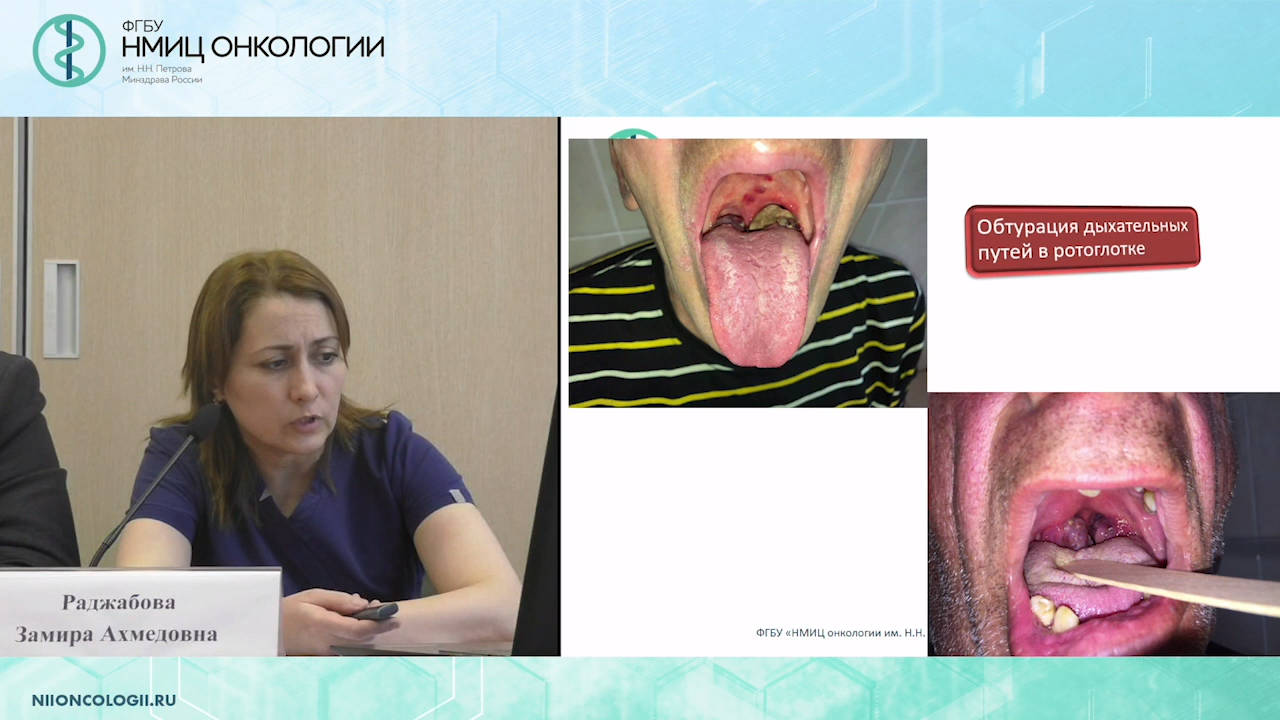 ФГБУ
НМИЦ ОНКОЛОГИИ
им. Н.Н. Петрова
Минздрава России
Обтурация дыхательных
путей в ротоглотке
Раджабова
Замира Ахмедовна
ФГБУ «НМИЦ онкологии им. Н.Н.
NIIONCOLOGII.RU